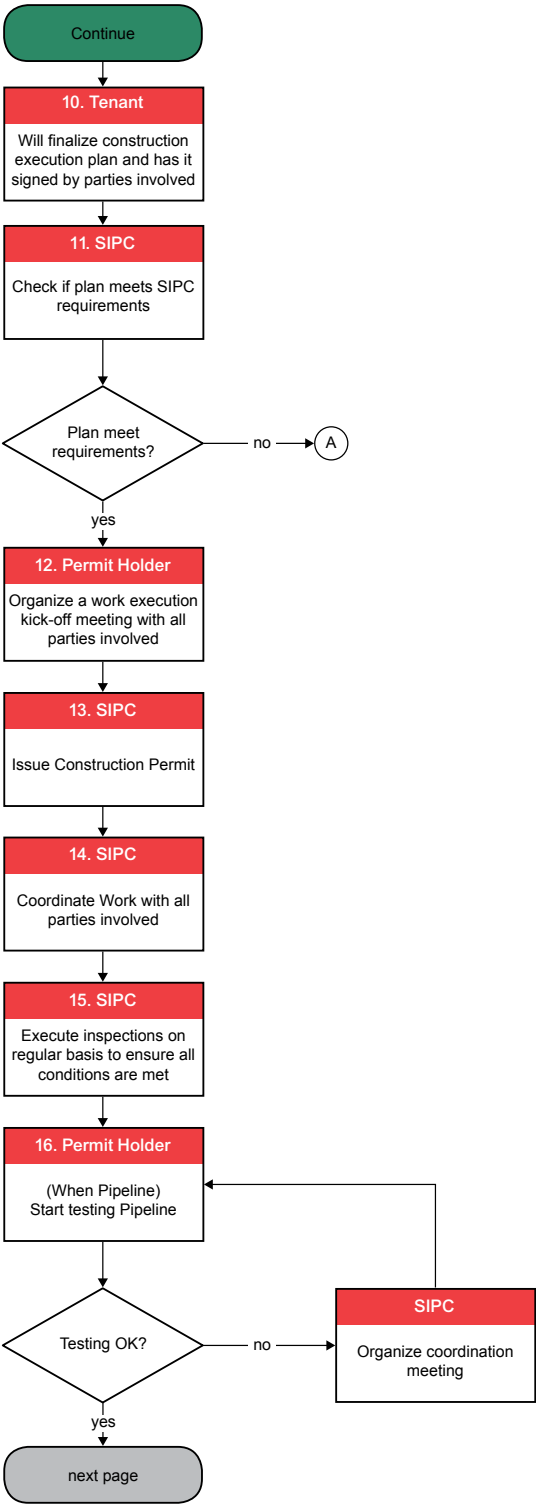 Continue
10. Tenant
Will finalize construction
execution plan and has it
signed by parties involved
11. SIPC
Check if plan meets SIPC
requirements
Plan meet
requirements?
no
A
yes
12. Permit Holder
Organize a work execution
kick-off meeting with all
parties involved
13. SIPC
Issue Construction Permit
14. SIPC
Coordinate Work with all
parties involved
15. SIPC
Execute inspections on
regular basis to ensure all
conditions are met
16. Permit Holder
(When Pipeline)
Start testing Pipeline
Testing OK?
no
SIPC
Organize coordination
meeting
yes
next page